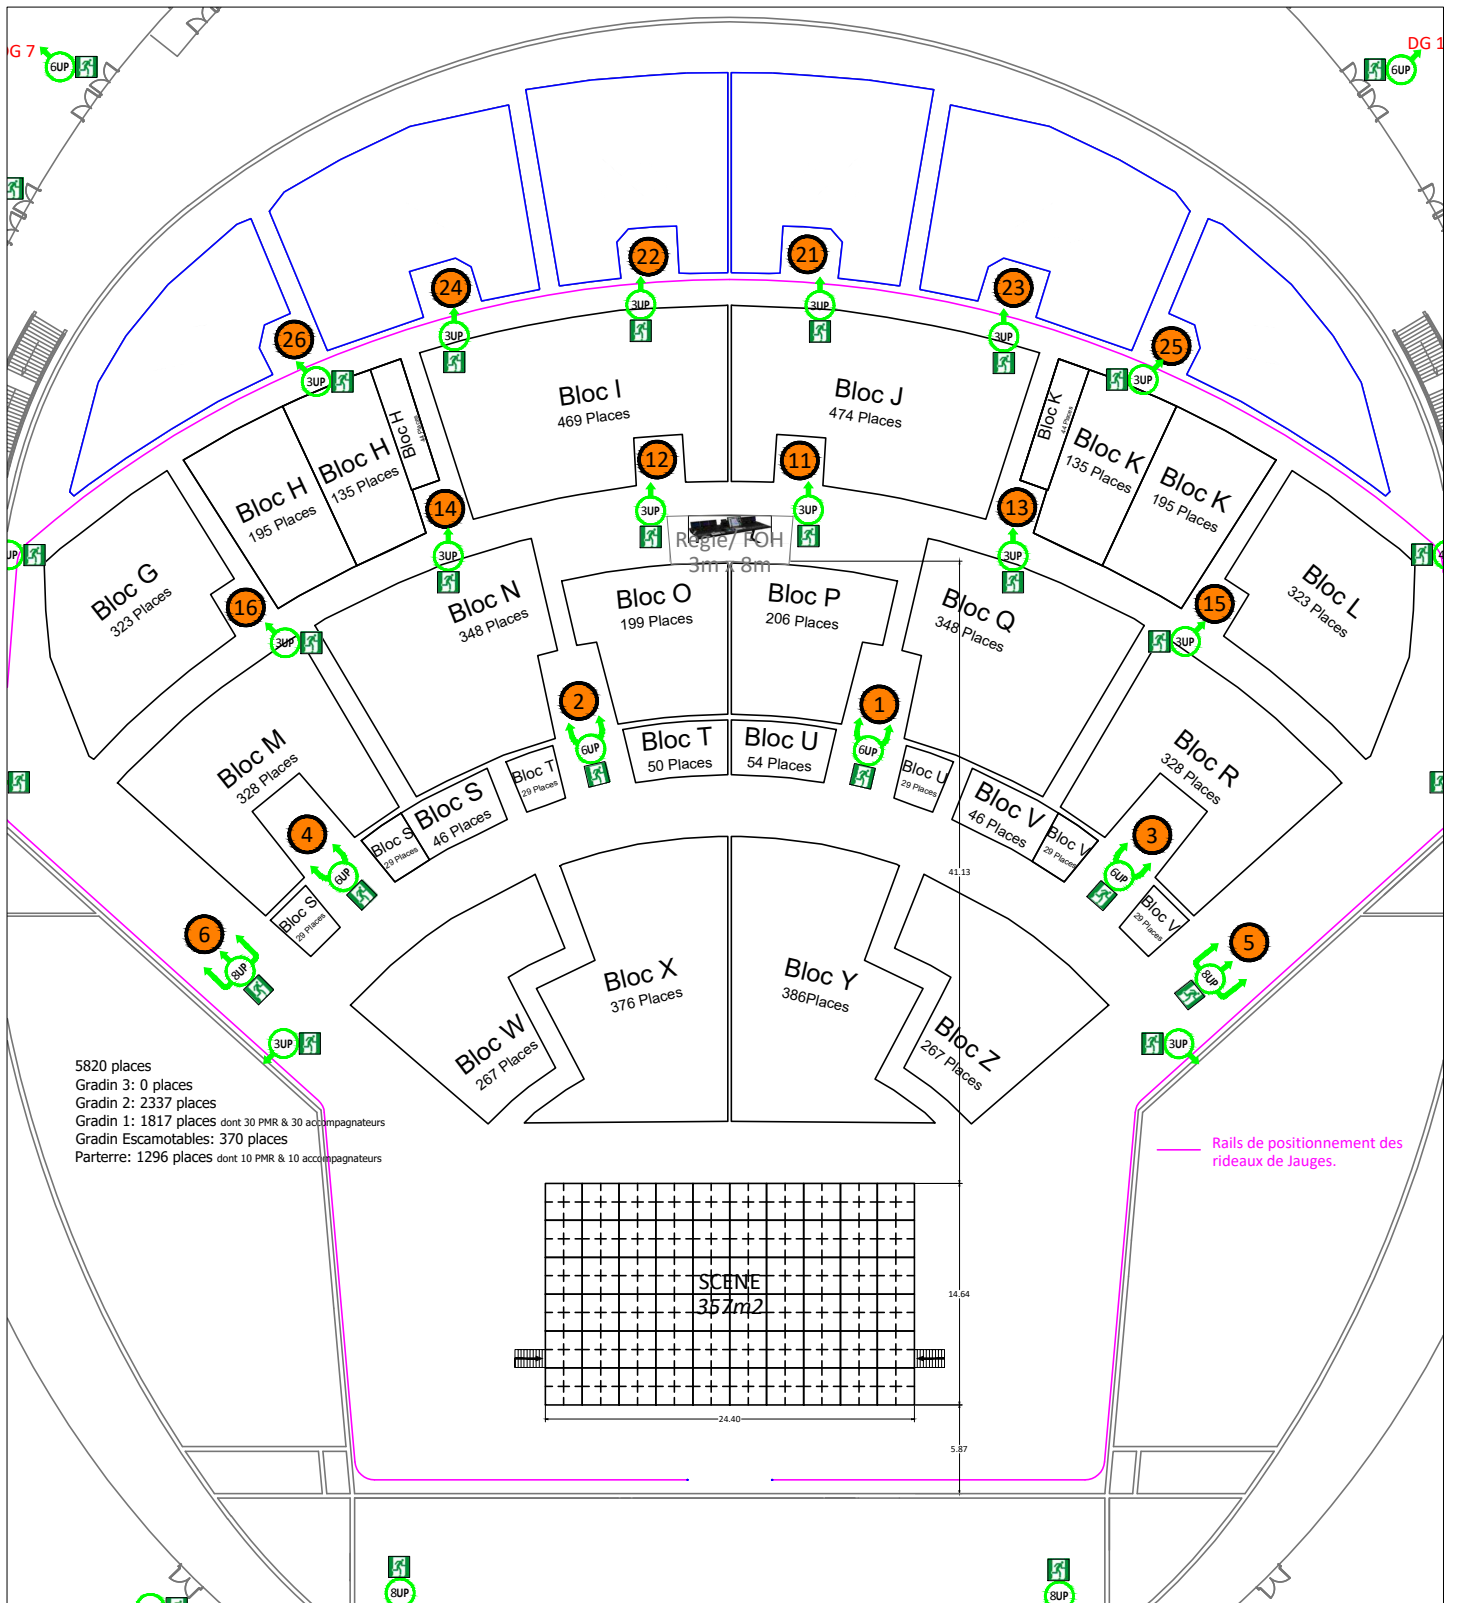 DG 7
6UP
DG 1
6UP
22
21
24
23
3UP
3UP
26
3UP
3UP
25
3UP
3UP
Bloc I
469 Places
Bloc J
474 Places
Bloc H
44 Places
Bloc K
44 Places
Bloc H
135 Places
Bloc K
135 Places
Bloc H
195 Places
Bloc K
195 Places
12
11
14
13
3UP
3UP
Régie/ FOH
3m x 8m
3UP
3UP
UP
Bloc G
323 Places
Bloc L
323 Places
16
15
3UP
3UP
Bloc N
348 Places
Bloc O
199 Places
Bloc P
206 Places
Bloc Q
348 Places
2
1
6UP
6UP
Bloc M
328 Places
Bloc R
328 Places
Bloc T
50 Places
Bloc U
54 Places
Bloc T
29 Places
Bloc U
29 Places
Bloc S
46 Places
Bloc V
46 Places
Bloc S
29 Places
Bloc V
29 Places
4
3
6UP
6UP
41.13
Bloc S
29 Places
Bloc V
29 Places
6
5
8UP
8UP
Bloc X
376 Places
Bloc Y
386Places
Bloc W
267 Places
Bloc Z
267 Places
3UP
3UP
5820 places
Gradin 3: 0 places
Gradin 2: 2337 places
Gradin 1: 1817 places dont 30 PMR & 30 accompagnateurs
Gradin Escamotables: 370 places
Parterre: 1296 places dont 10 PMR & 10 accompagnateurs
Rails de positionnement des
rideaux de Jauges.
SCENE
357m2
14.64
24.40
5.87
8UP
8UP